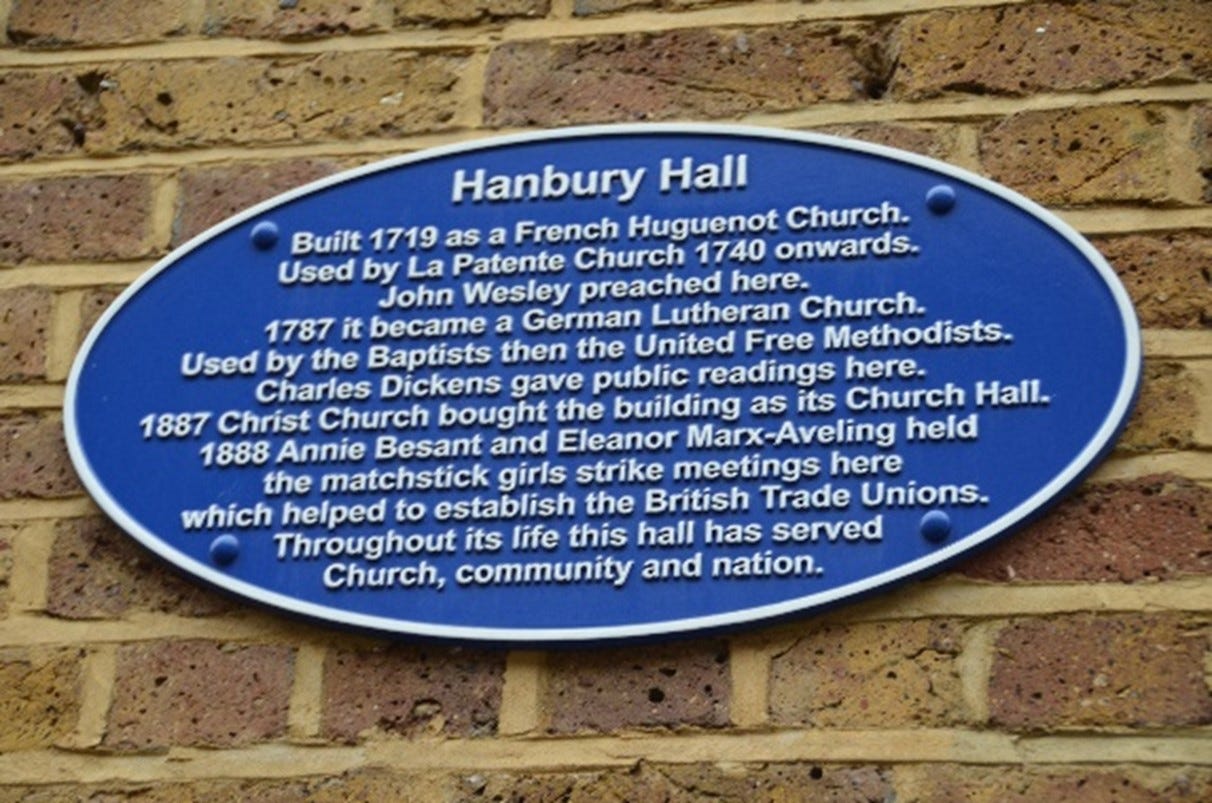 Hanbury Hall
Built 1719 as a French Huguenot Church.
Used by La Patente Church 1740 onwards.
John Wesley preached here.
1787 it became a German Lutheran Church.
Used by the Baptists then the United Free Methodists.
Charles Dickens gave public readings here.
1887 Christ Church bought the building as its Church Hall.
1888 Annie Besant and Eleanor Marx-Aveling held
the matchstick girls strike meetings here
which helped to establish the British Trade Unions.
Throughout its life this hall has served
Church, community and nation.